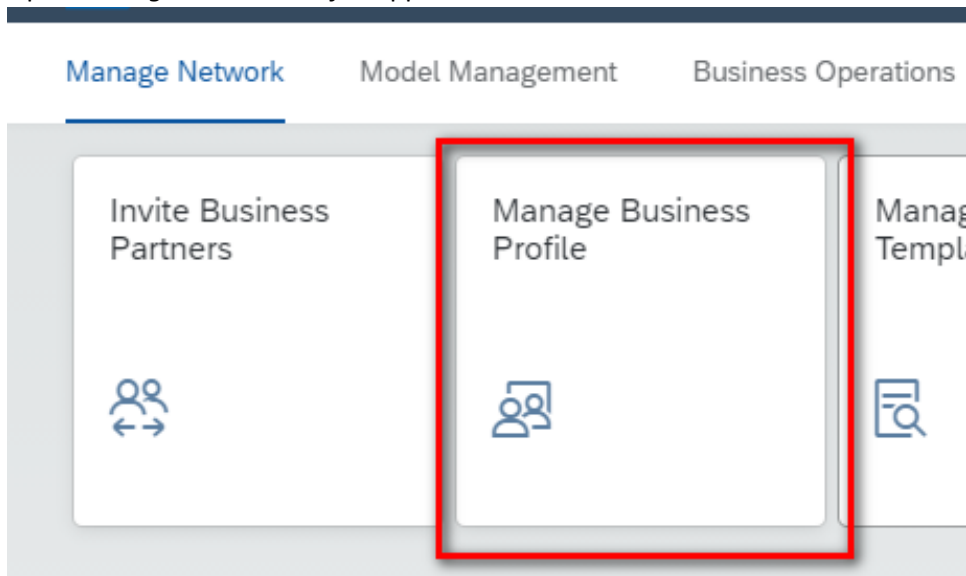 Manage Network Model Management Business Operations
Invite Business
Partners
Manage Business
Profile